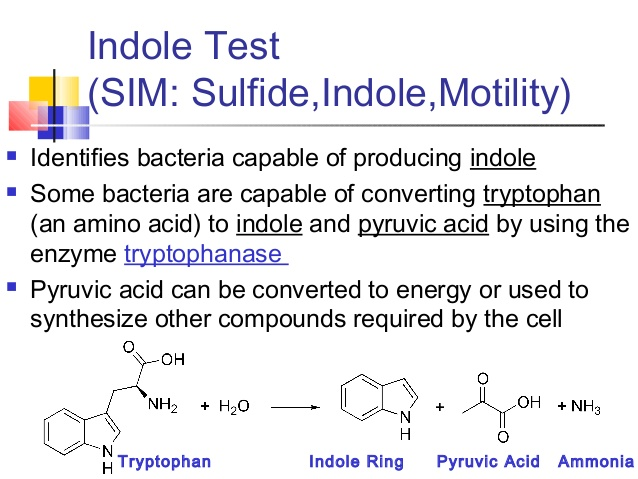 Indole Test
(SIM: Sulfide,Indole,Motility)
Identifies bacteria capable of producing indole
Some bacteria are capable of converting tryptophan
(an amino acid) to indole and pyruvic acid by using the
enzyme tryptophanase
Pyruvic acid can be converted to energy or used to
synthesize other compounds required by the cell
O
OH
NH2
+ H2O
N
H
N
H
+
O
OH
O
+ NH3
Tryptophan
Indole Ring
Pyruvic Acid
Ammonia